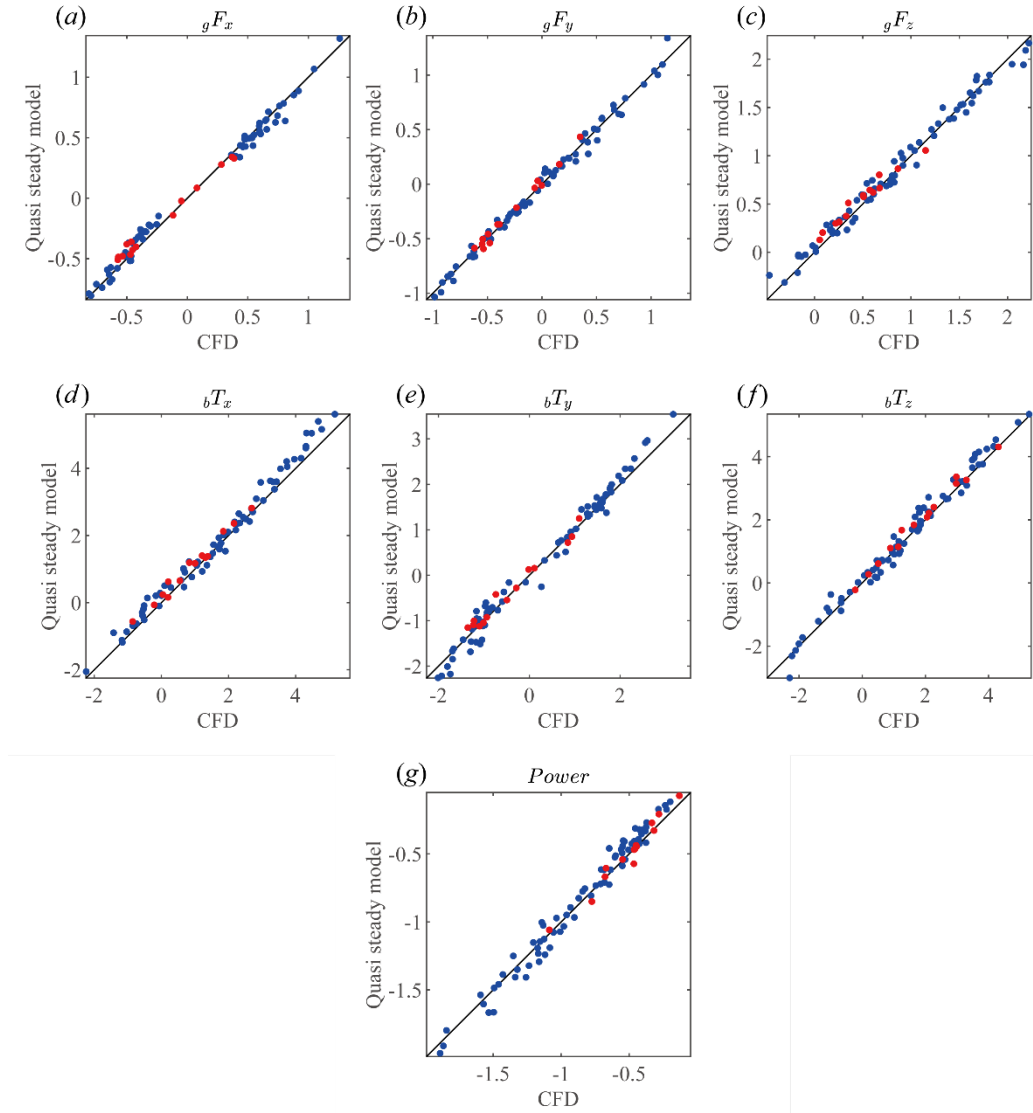 (a) gFx
(b) gFy
(c) gFz
Quasi steady model
1
0.5
0
-0.5
-0.5 0 0.5 1
CFD
Quasi steady model
1
0.5
0
-0.5
-1
-1 -0.5 0 0.5 1
CFD
Quasi steady model
2
1.5
1
0.5
0
0 0.5 1 1.5 2
CFD
(d) bTx
(e) bTy
(f) bTz
Quasi steady model
4
2
0
-2
-2 0 2 4
CFD
Quasi steady model
3
2
1
0
-1
-2
-2 0 2
CFD
Quasi steady model
4
2
0
-2
-2 0 2 4
CFD
(g) Power
Quasi steady model
-0.5
-1
-1.5
-1.5 -1 -0.5
CFD